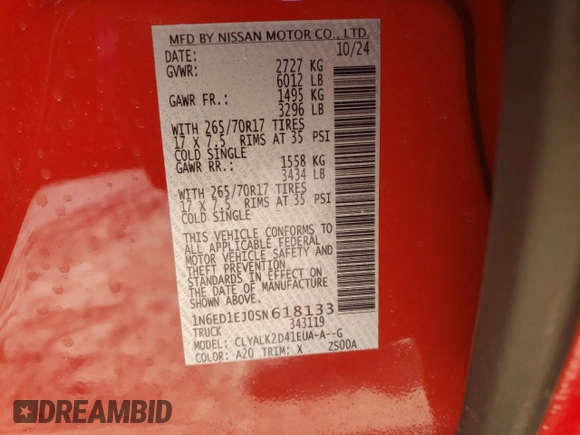 MFD BY NISSAN MOTOR CO., LTD.
DATE: 10/24
GVWR: 2727 KG
6012 LB
GAWR FR.: 1495 KG
3296 LB
WITH 265/70R17 TIRES
17 X 7.5 RIMS AT 35 PSI
COLD SINGLE
GAWR RR.: 1558 KG
3434 LB
WITH 265/70R17 TIRES
17 X 7.5 RIMS AT 35 PSI
COLD SINGLE
THIS VEHICLE CONFORMS TO
ALL APPLICABLE FEDERAL
MOTOR VEHICLE SAFETY AND
THEFT PREVENTION
STANDARDS IN EFFECT ON
THE DATE OF MANUFACTURE
SHOWN ABOVE.
1N6ED1EJ0SN618133
TRUCK 343119
MODEL: CLYALK2D41EUA-A--G
COLOR: A20 TRIM: X ZS00A
DREAMBID